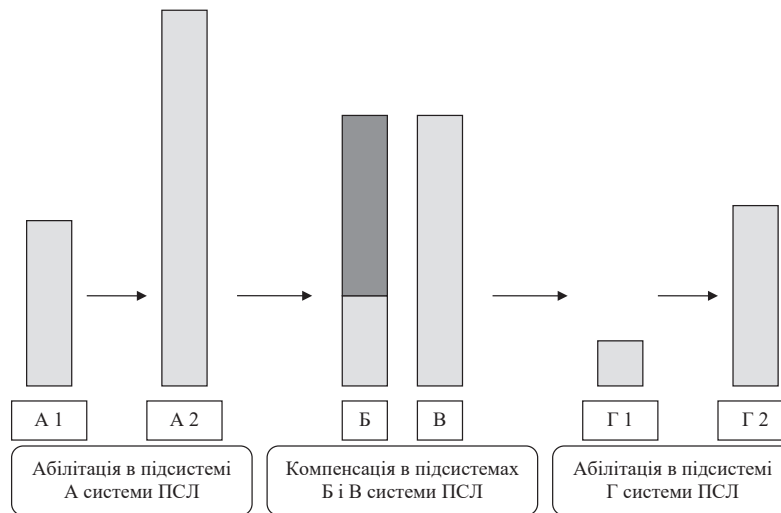 А 1
А 2
Б
В
Г 1
Г 2
Абілітація в підсистемі
А системи ПСЛ
Компенсація в підсистемах
Б і В системи ПСЛ
Абілітація в підсистемі
Г системи ПСЛ